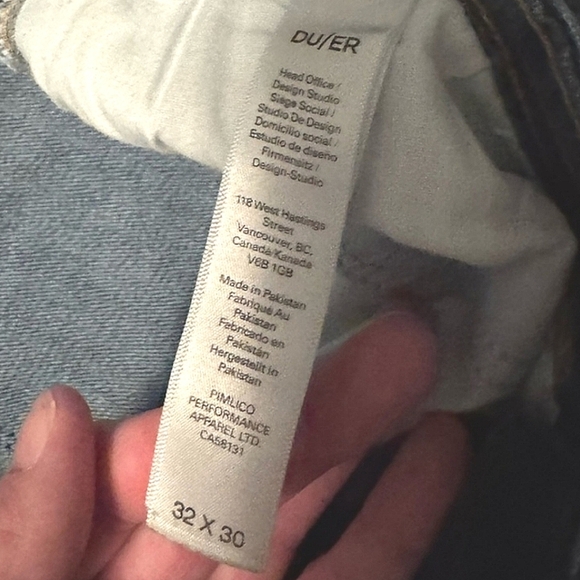 DU/ER
Head Office /
Design Studio
Siège Social /
Studio De Design
Domicilio social /
Estudio de diseño
Firmensitz /
Design-Studio
118 West Hastings
Street
Vancouver, BC,
Canada Kanada
V6B 1G8
Made in Pakistan
Fabriqué Au
Pakistan
Fabricado en
Pakistán
Hergestellt in
Pakistan
PIMLICO
PERFORMANCE
APPAREL LTD.
CA58131
32 X 30